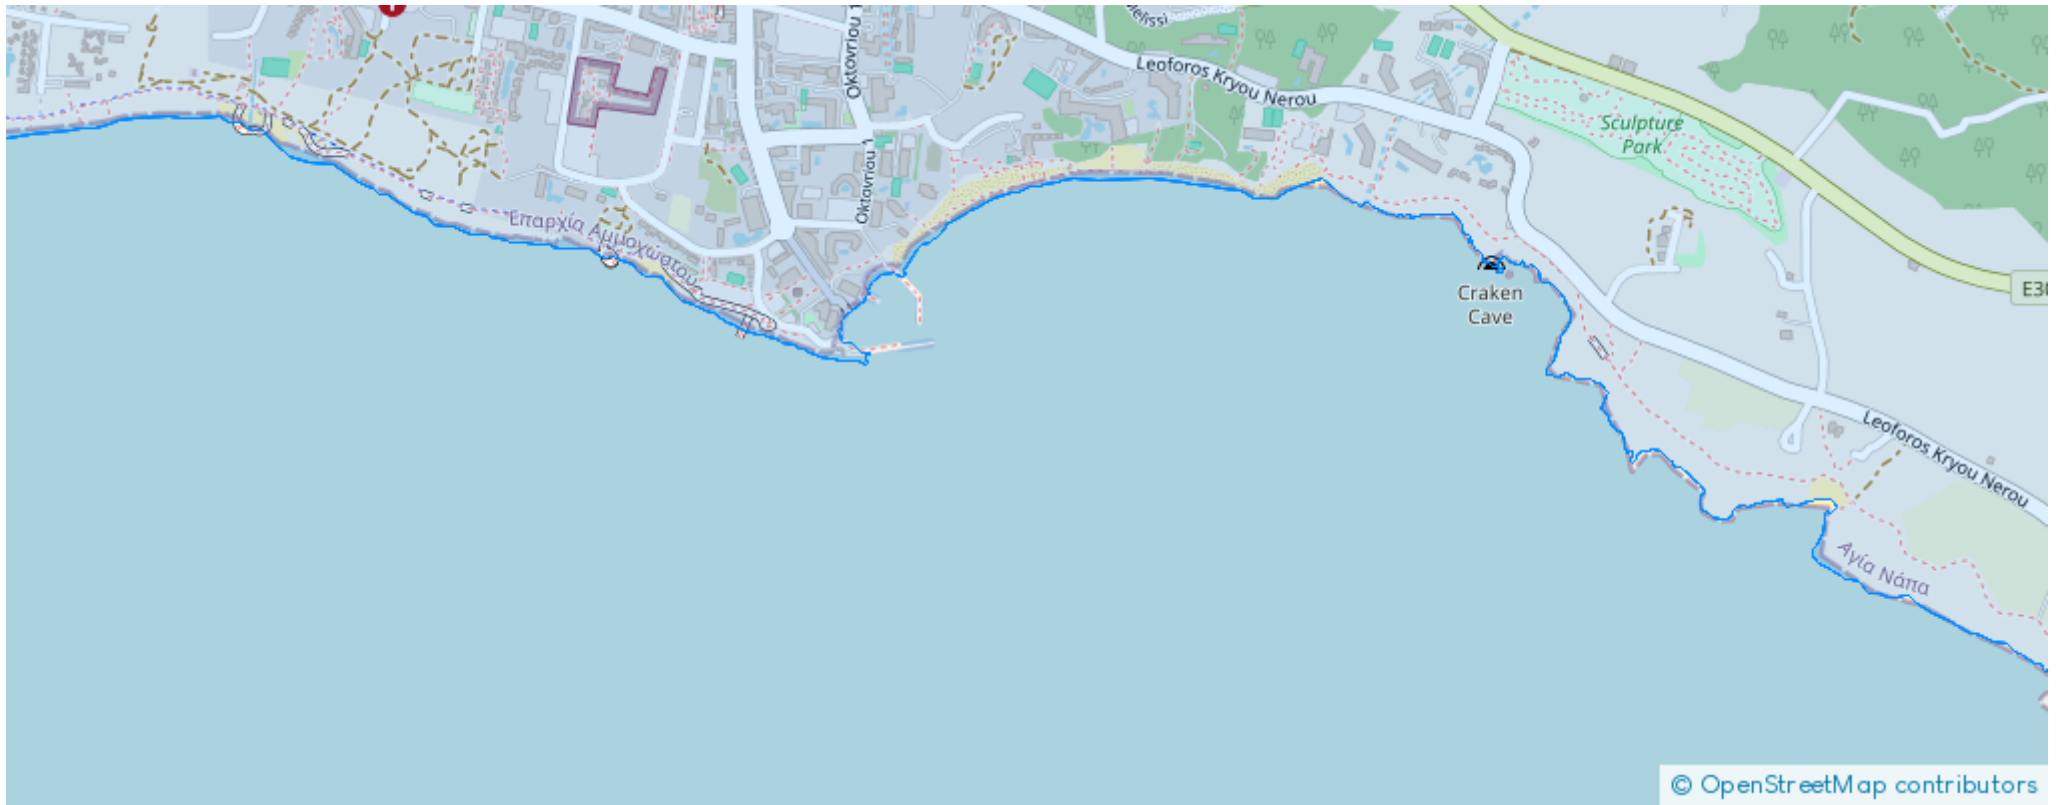 Oktovriou 1
Leoforos Kryou Nerou
Sculpture
Park
Oktovriou 1
Επαρχία Αμμοχώστου
Craken
Cave
E30
Leoforos Kryou Nerou
Αγία Νάπα
© OpenStreetMap contributors